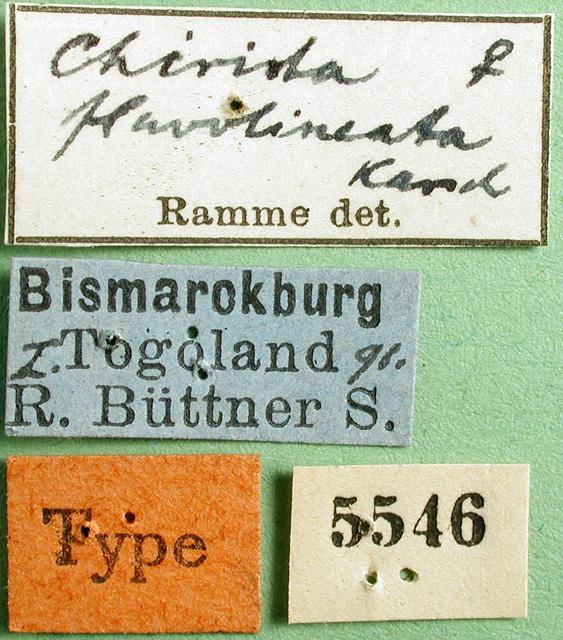 Chirista ♀
flavolineata
Karsch
Ramme det.
Bismarckburg
I. Togoland 91.
R. Büttner S.
Type
5546